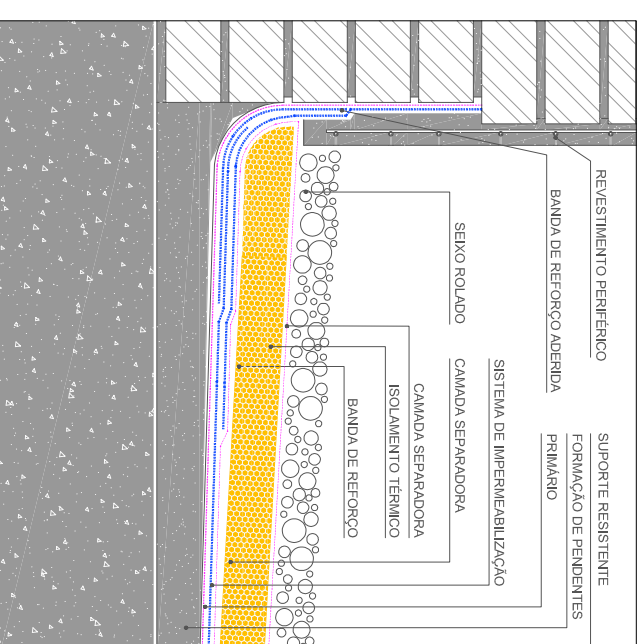 REVESTIMENTO PERIFÉRICO
BANDA DE REFORÇO ADERIDA
SEIXO ROLADO
SUPORTE RESISTENTE
FORMAÇÃO DE PENDENTES
PRIMÁRIO
SISTEMA DE IMPERMEABILIZAÇÃO
CAMADA SEPARADORA
CAMADA SEPARADORA
ISOLAMENTO TÉRMICO
BANDA DE REFORÇO